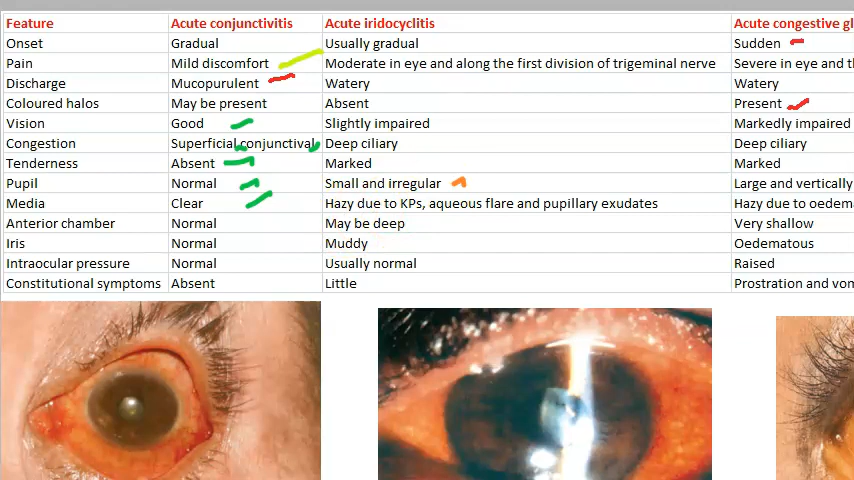 Feature Acute conjunctivitis Acute iridocyclitis Acute congestive gl
Onset Gradual Usually gradual Sudden
Pain Mild discomfort Moderate in eye and along the first division of trigeminal nerve Severe in eye and th
Discharge Mucopurulent Watery Watery
Coloured halos May be present Absent Present
Vision Good Slightly impaired Markedly impaired
Congestion Superficial conjunctival Deep ciliary Deep ciliary
Tenderness Absent Marked Marked
Pupil Normal Small and irregular Large and vertically
Media Clear Hazy due to KPs, aqueous flare and pupillary exudates Hazy due to oedema
Anterior chamber Normal May be deep Very shallow
Iris Normal Muddy Oedematous
Intraocular pressure Normal Usually normal Raised
Constitutional symptoms Absent Little Prostration and vom